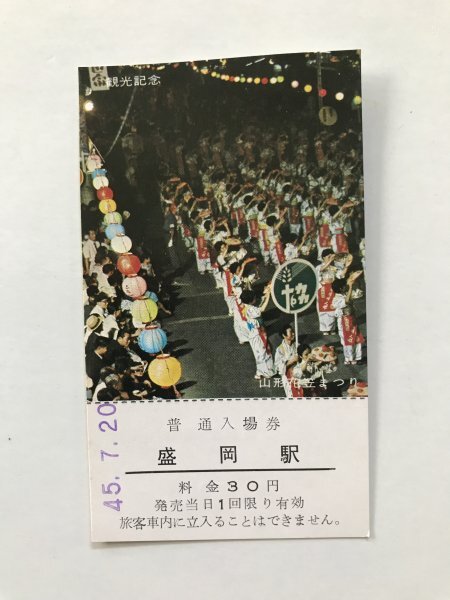 観光記念
協
山形花笠まつり
普通入場券
盛岡駅
料金30円
発売当日1回限り有効
旅客車内に立入ることはできません。
45.7.20